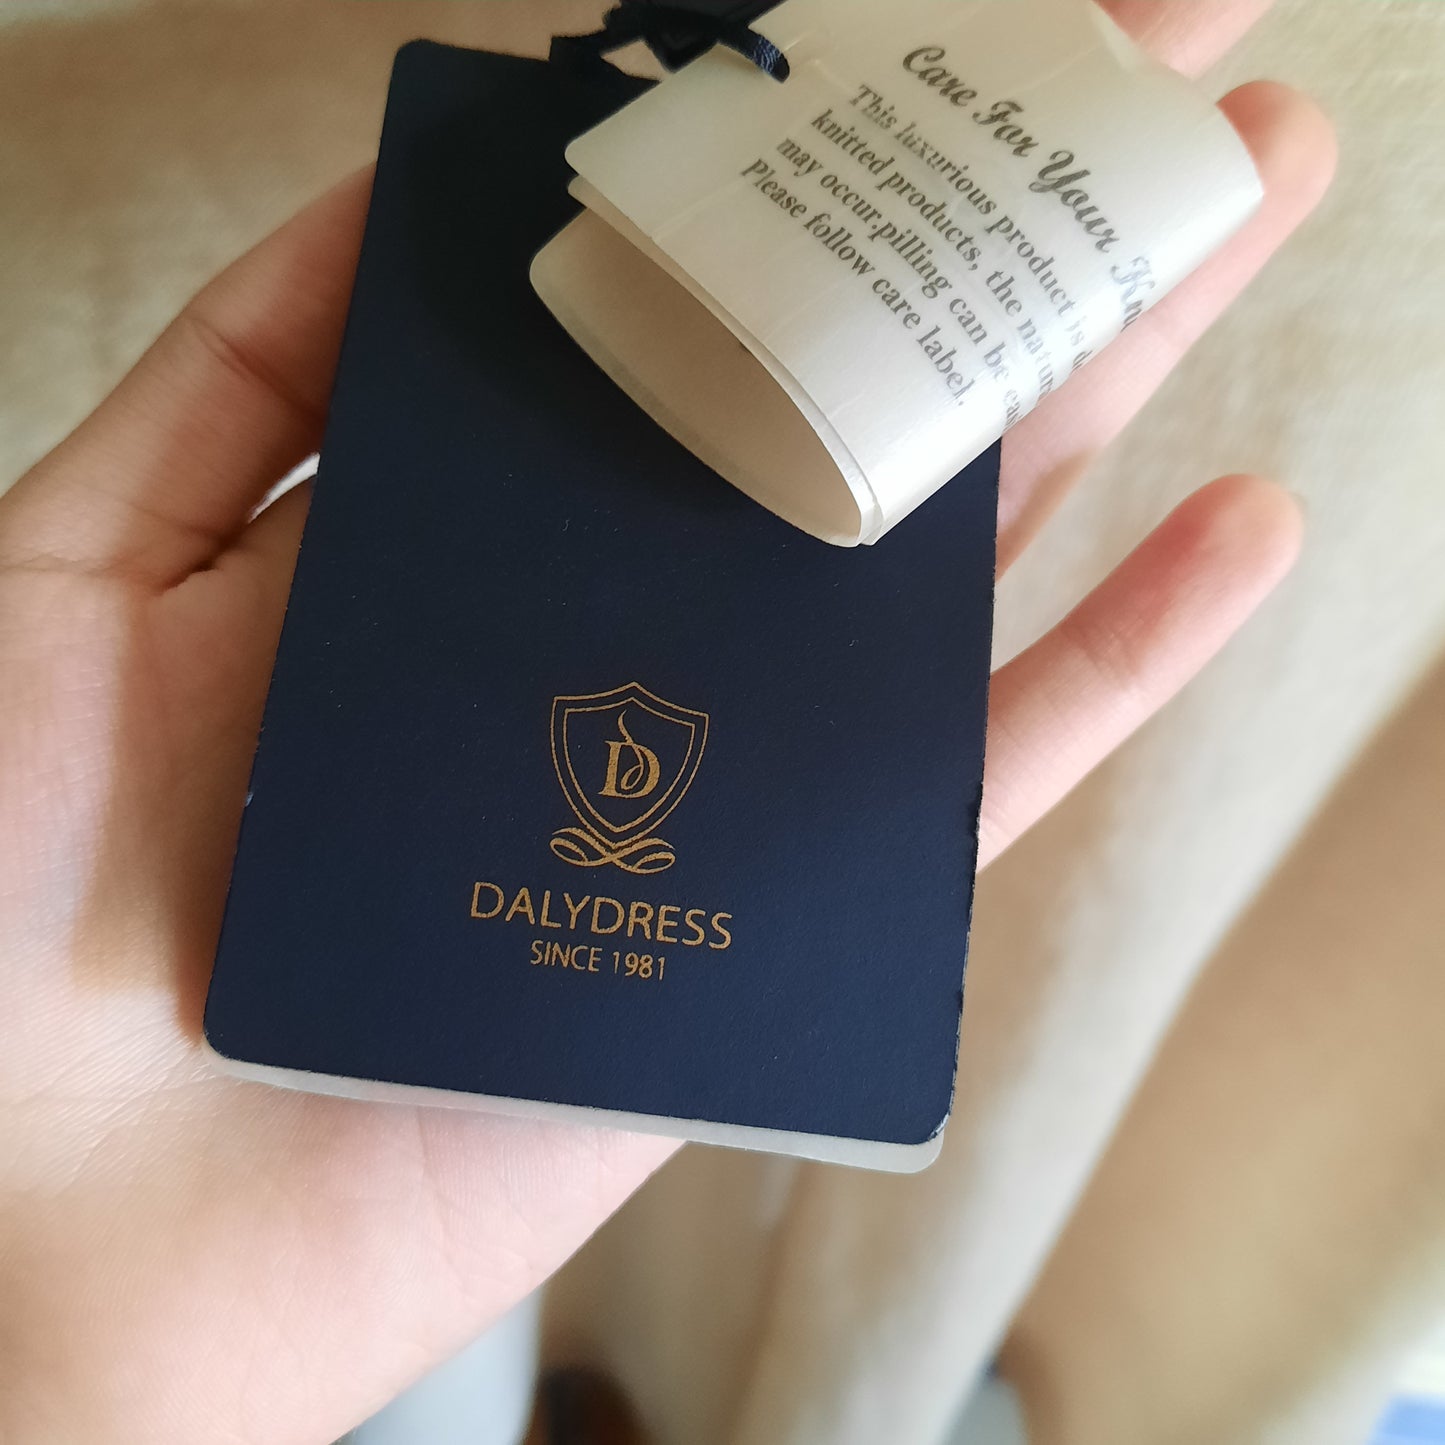 Care For Your
This luxurious product is
knitted products, the
may occur.pilling can be
Please follow care label.
D
DALYDRESS
SINCE 1981